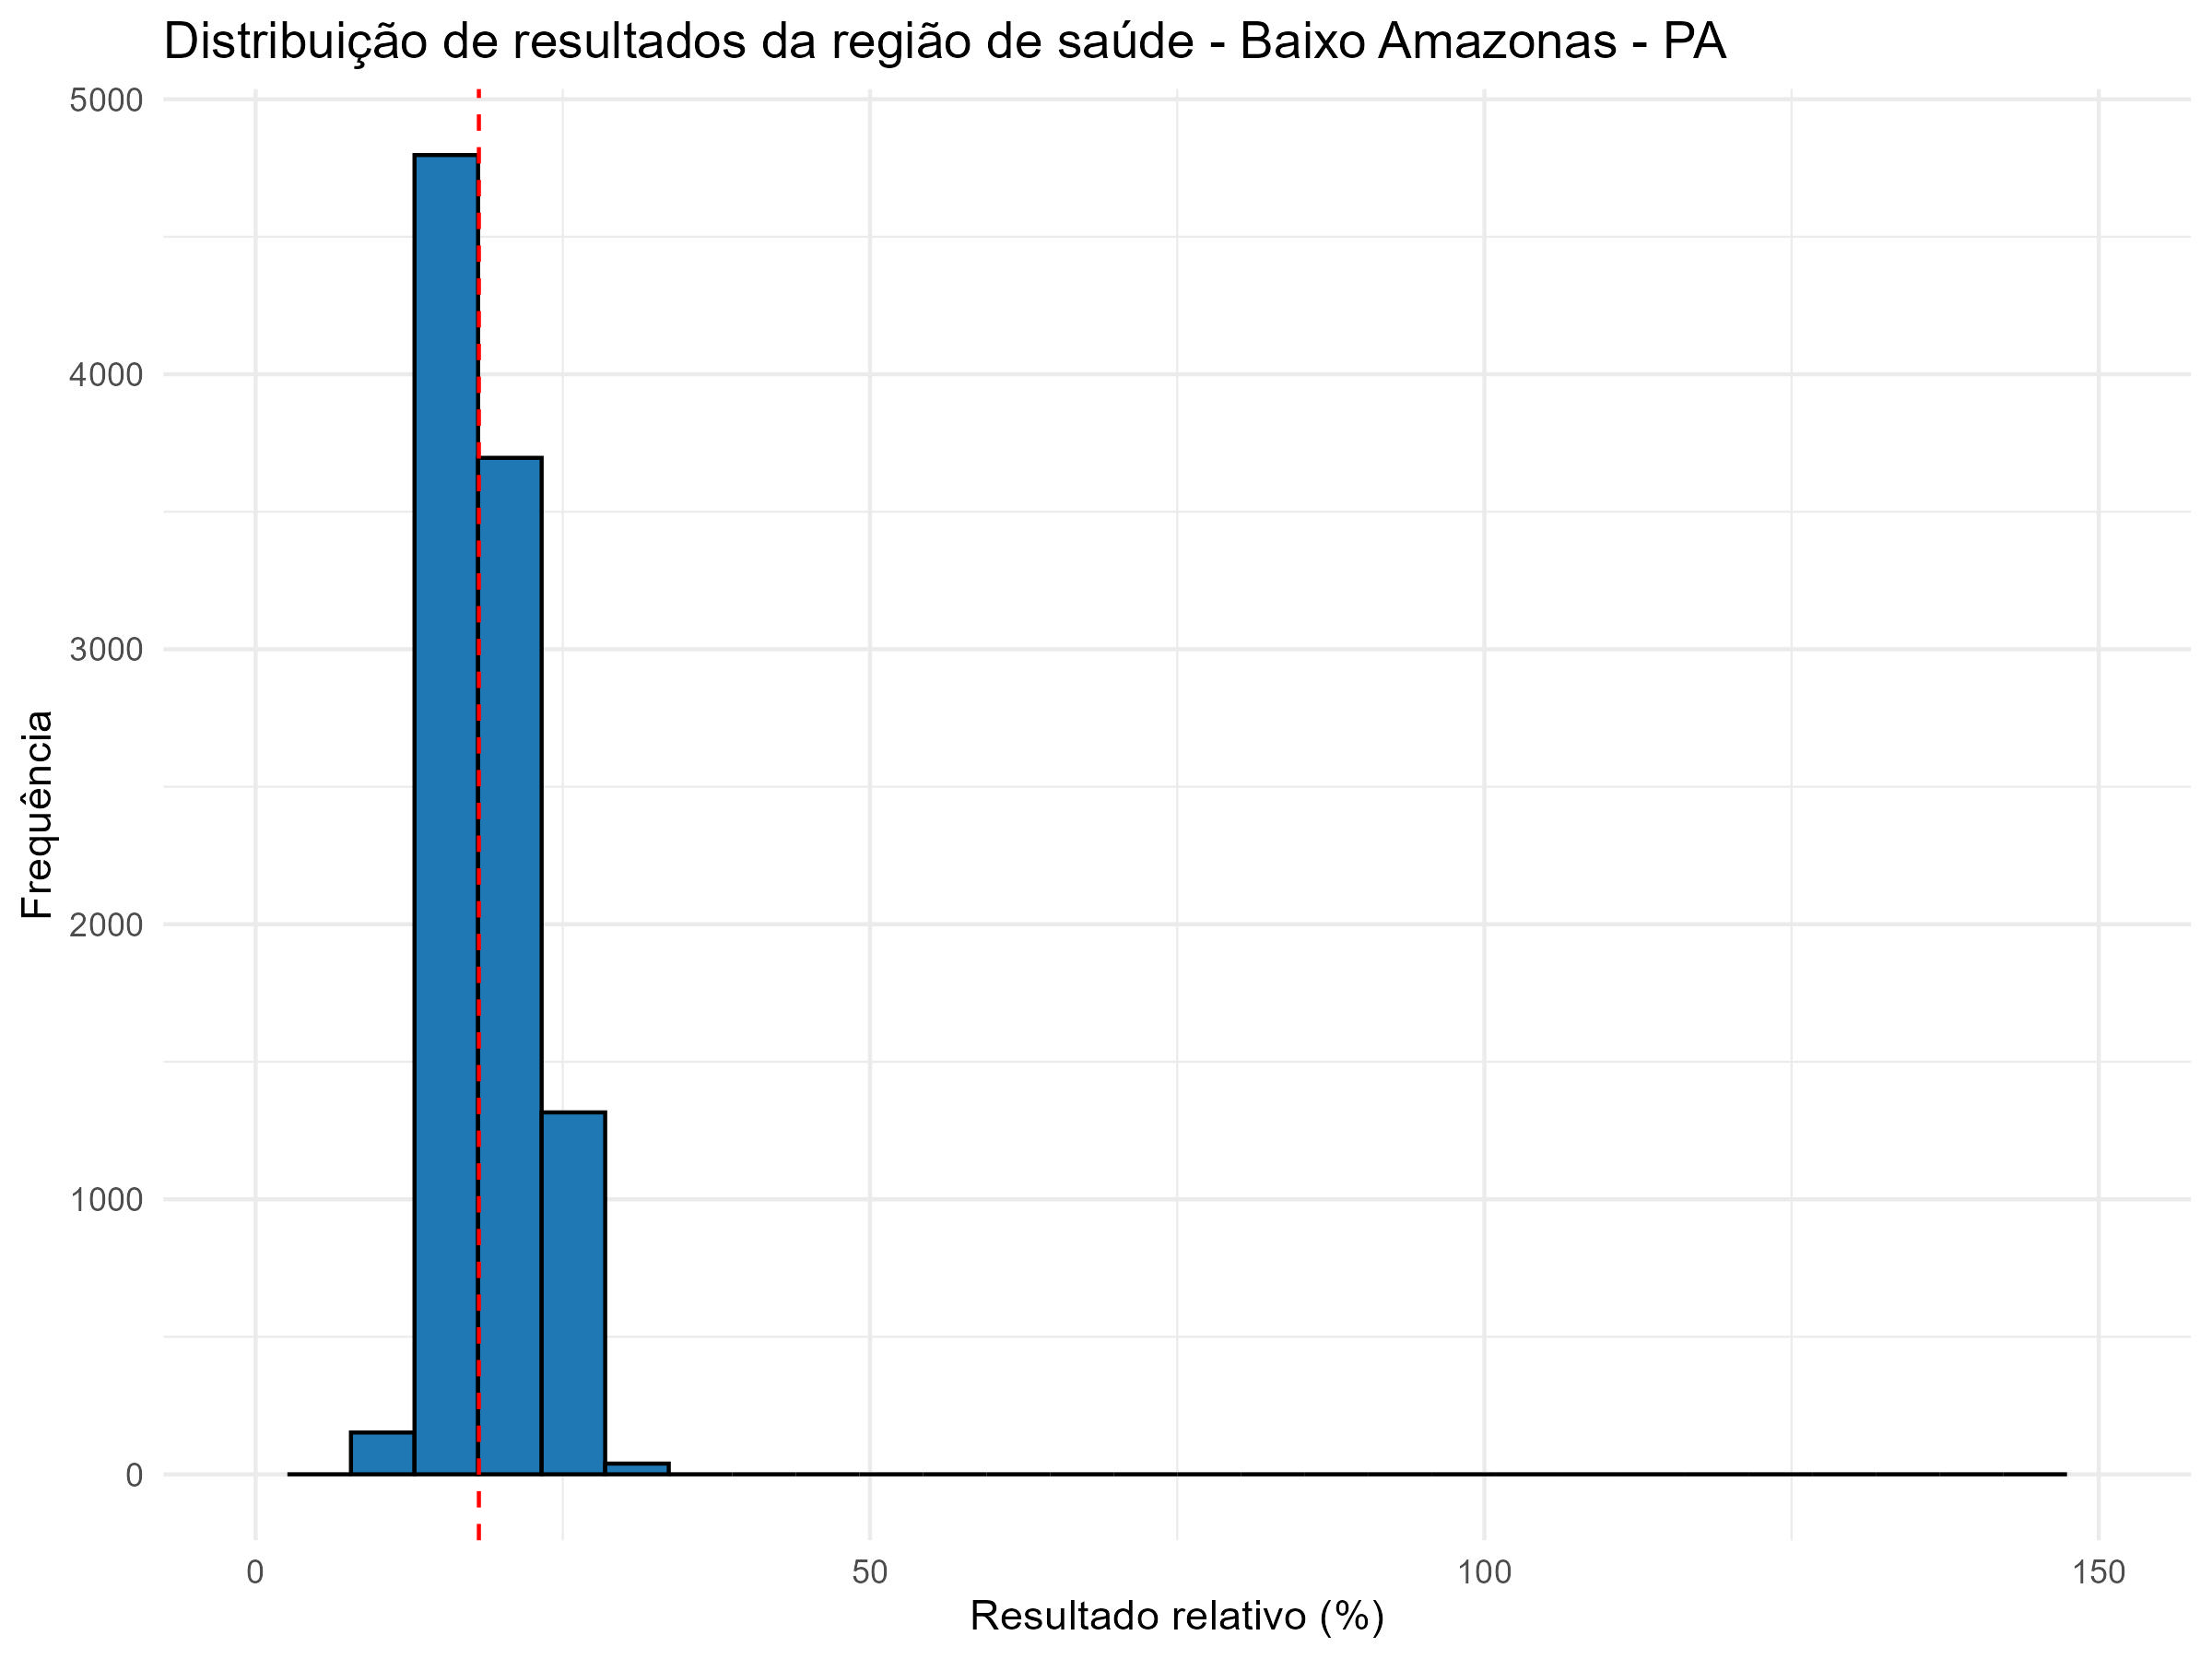 Distribuição de resultados da região de saúde - Baixo Amazonas - PA
5000
4000
3000
2000
1000
0
Frequência
0 50 100 150
Resultado relativo (%)